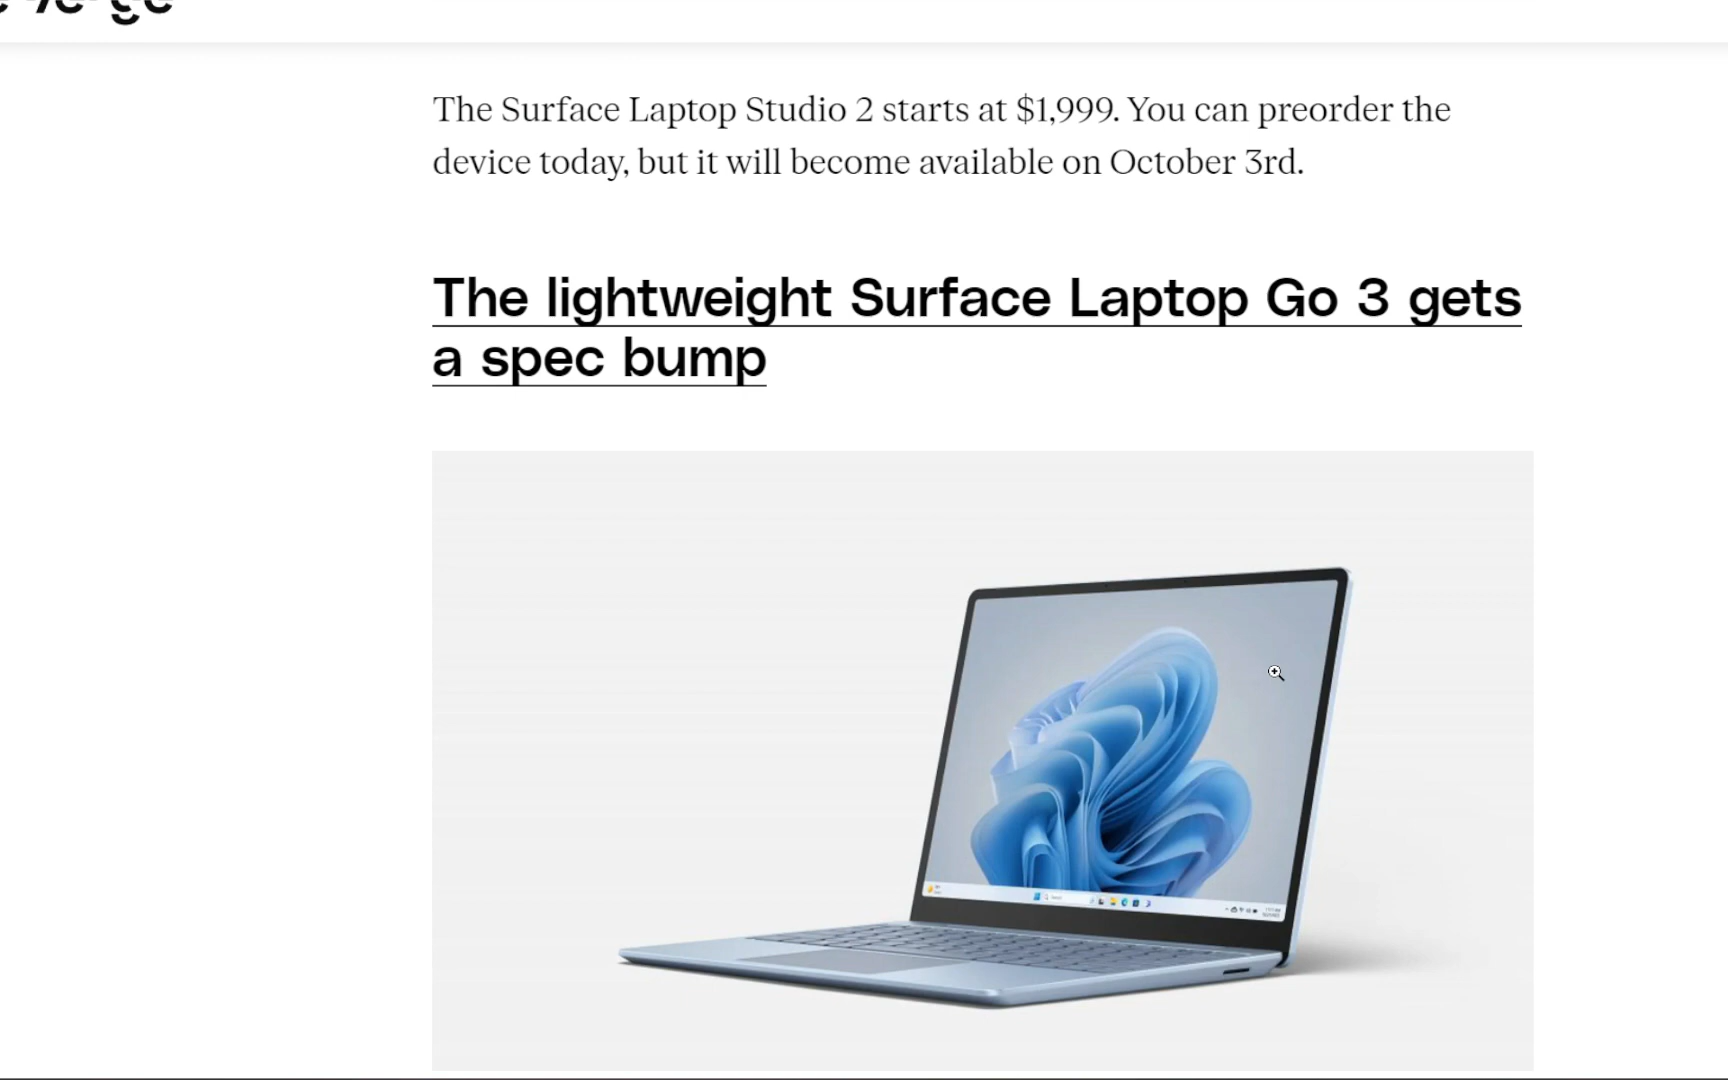 The Surface Laptop Studio 2 starts at $1,999. You can preorder the
device today, but it will become available on October 3rd.
The lightweight Surface Laptop Go 3 gets
a spec bump